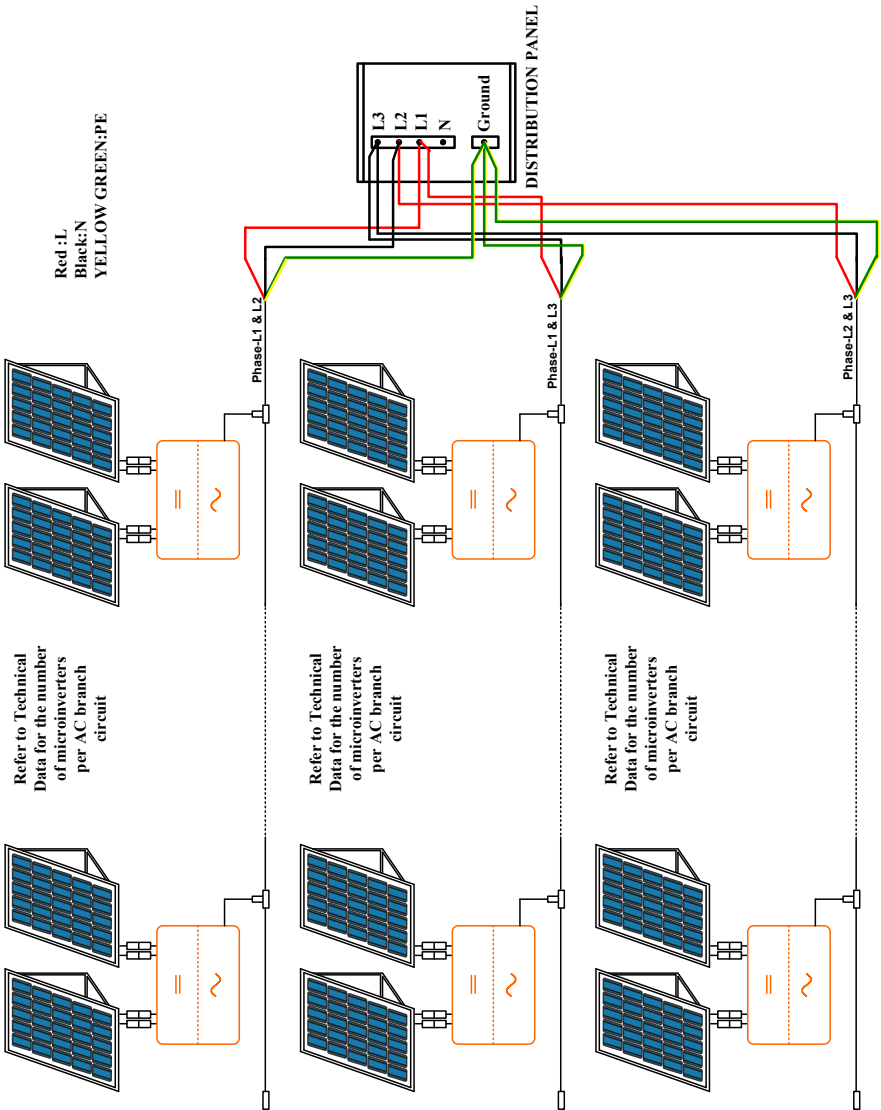 Red :L
Black:N
YELLOW GREEN:PE
L3
L2
L1
N
Ground
DISTRIBUTION PANEL
Phase-L1 & L2
Phase-L1 & L3
Phase-L2 & L3
Refer to Technical
Data for the number
of microinverters
per AC branch
circuit
Refer to Technical
Data for the number
of microinverters
per AC branch
circuit
Refer to Technical
Data for the number
of microinverters
per AC branch
circuit